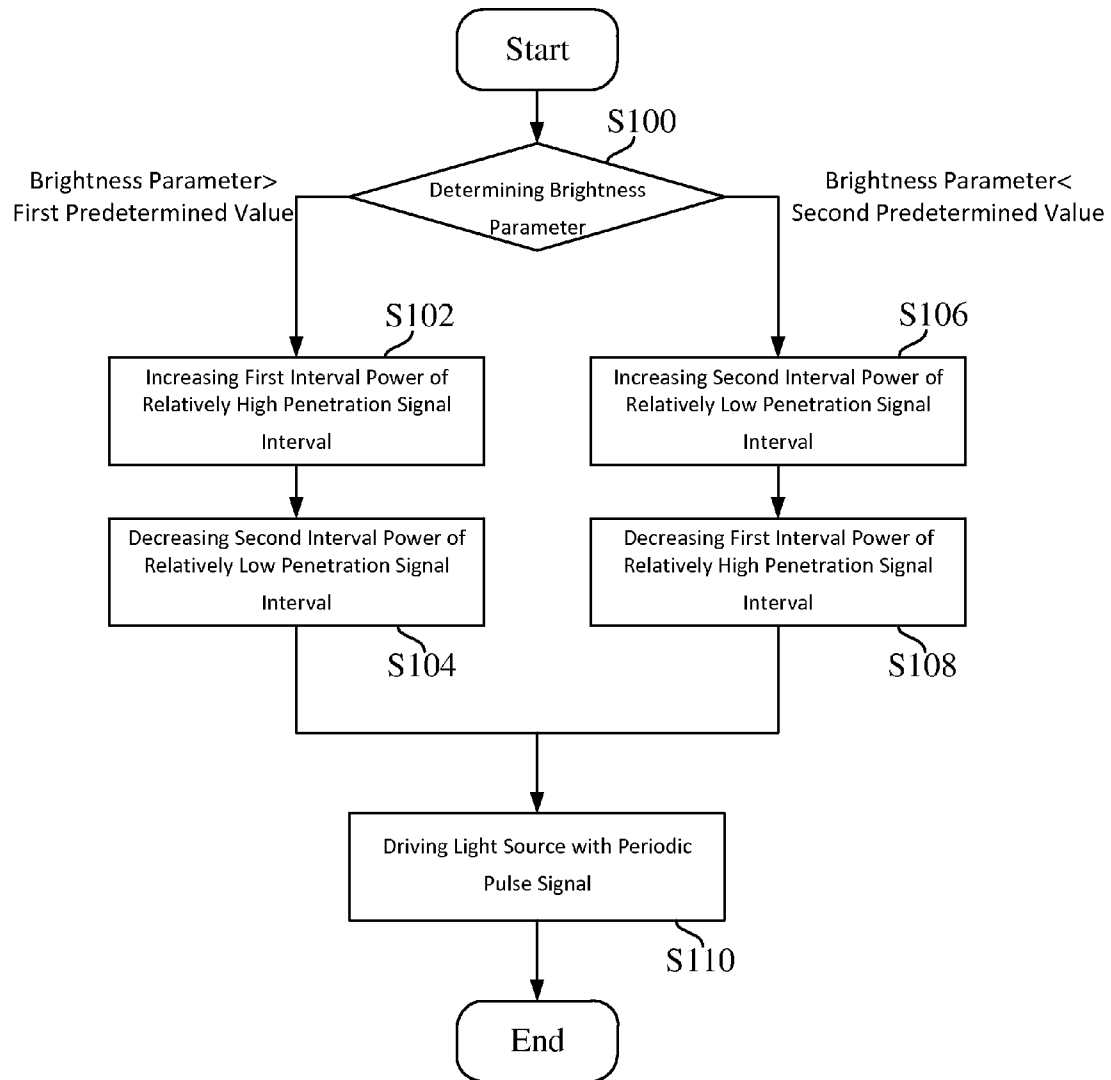 Start
S100
Brightness Parameter>
First Predetermined Value
Determining Brightness
Parameter
Brightness Parameter<
Second Predetermined Value
S102
Increasing First Interval Power of
Relatively High Penetration Signal
Interval
S106
Increasing Second Interval Power of
Relatively Low Penetration Signal
Interval
Decreasing Second Interval Power of
Relatively Low Penetration Signal
Interval
S104
Decreasing First Interval Power of
Relatively High Penetration Signal
Interval
S108
Driving Light Source with Periodic
Pulse Signal
S110
End